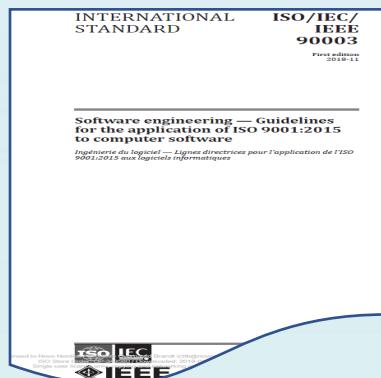 INTERNATIONAL
STANDARD
ISO/IEC/
IEEE
90003
First edition
2018-11
Software engineering — Guidelines
for the application of ISO 9001:2015
to computer software
Ingénierie du logiciel — Lignes directrices pour l'application de l'ISO
9001:2015 aux logiciels informatiques
ISO IEC
IEEE